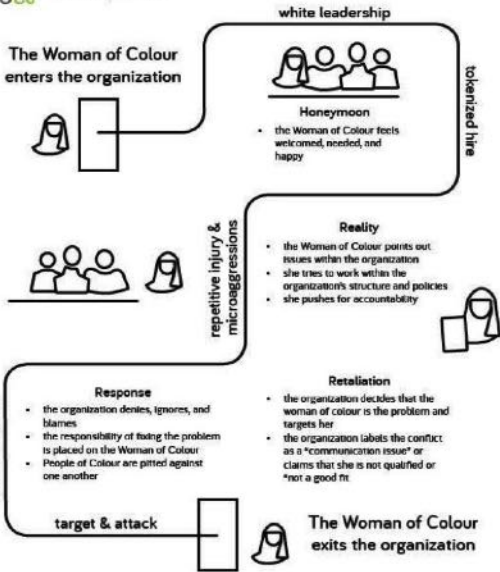 white leadership
The Woman of Colour
enters the organization
tokenized hire
Honeymoon
• the Woman of Colour feels
welcomed, needed, and
happy
repetitive injury &
microaggressions
Reality
• the Woman of Colour points out
issues within the organization
• she tries to work within the
organization's structure and policies
• she pushes for accountability
Response
• the organization denies, ignores, and
blames
• the responsibility of fixing the problem
is placed on the Woman of Colour
• People of Colour are pitted against
one another
Retaliation
• the organization decides that the
woman of colour is the problem and
targets her
• the organization labels the conflict
as a "communication issue" or
claims that she is not qualified or
"not a good fit
target & attack
The Woman of Colour
exits the organization